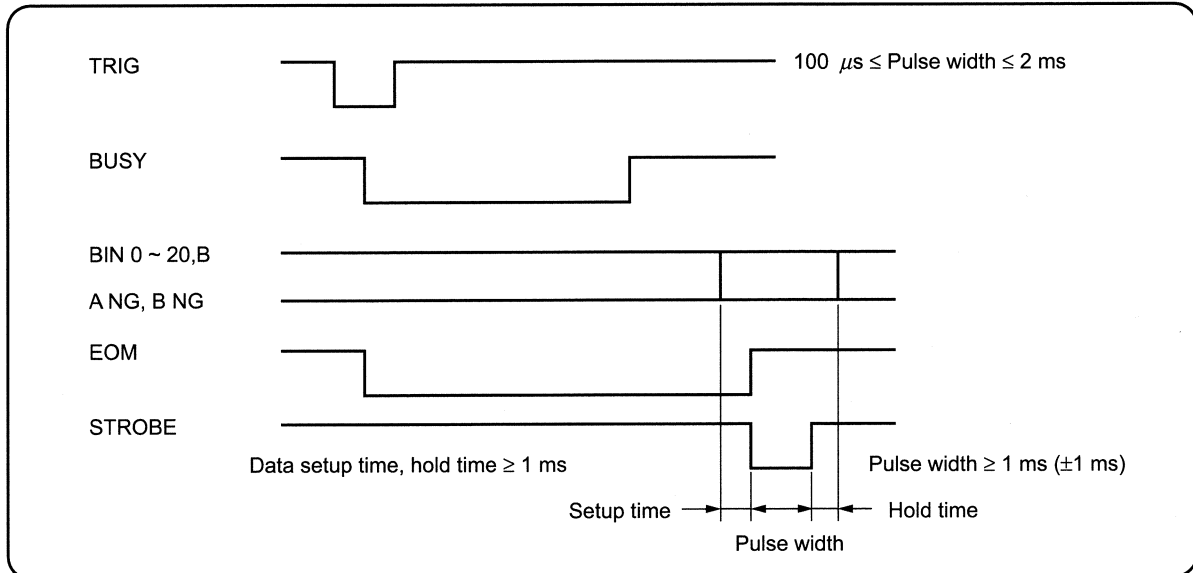 TRIG
100 μs ≤ Pulse width ≤ 2 ms
BUSY
BIN 0 ~ 20,B
A NG, B NG
EOM
STROBE
Data setup time, hold time ≥ 1 ms
Pulse width ≥ 1 ms (±1 ms)
Setup time
Hold time
Pulse width